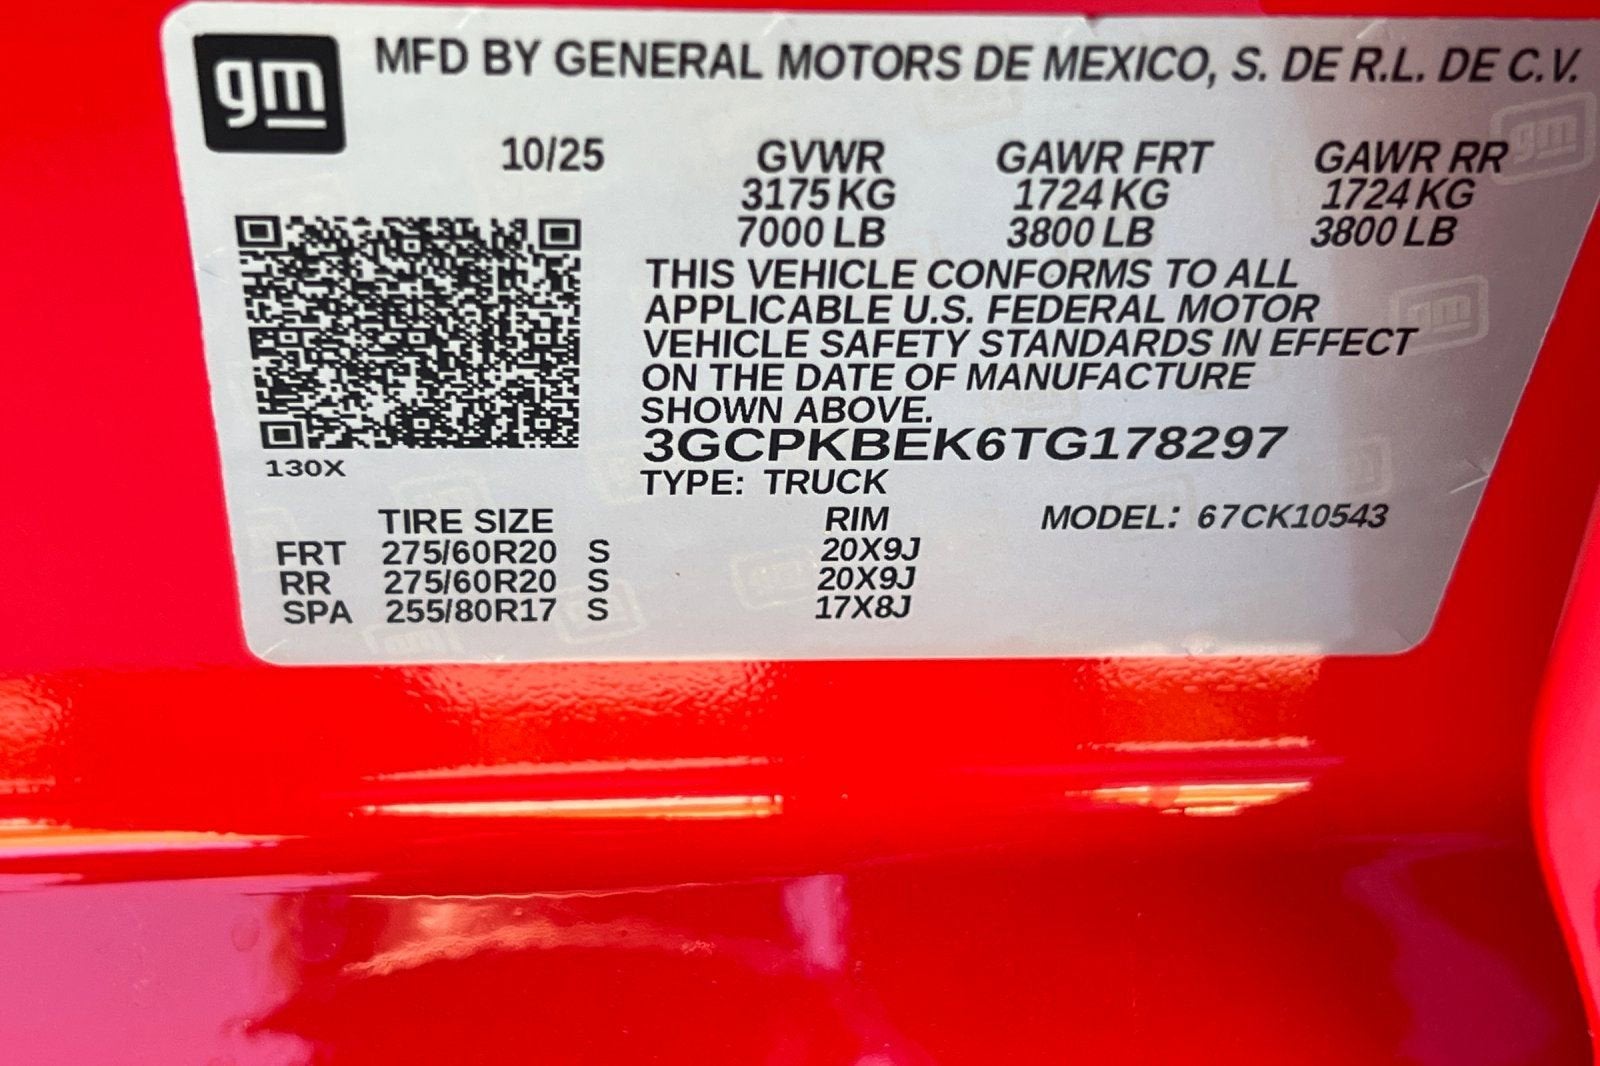 gm
MFD BY GENERAL MOTORS DE MEXICO, S. DE R.L. DE C.V.
10/25 GVWR GAWR FRT GAWR RR
3175 KG 1724 KG 1724 KG
7000 LB 3800 LB 3800 LB
THIS VEHICLE CONFORMS TO ALL
APPLICABLE U.S. FEDERAL MOTOR
VEHICLE SAFETY STANDARDS IN EFFECT
ON THE DATE OF MANUFACTURE
SHOWN ABOVE.
3GCPKBEK6TG178297
130X
TYPE: TRUCK
TIRE SIZE RIM MODEL: 67CK10543
FRT 275/60R20 S 20X9J
RR 275/60R20 S 20X9J
SPA 255/80R17 S 17X8J
gm
gm
gm